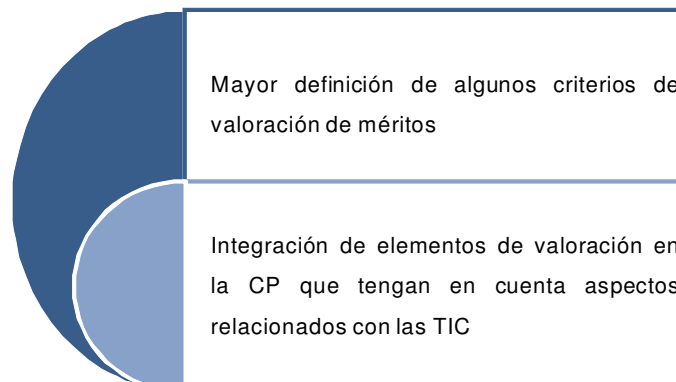 Mayor definición de algunos criterios de
valoración de méritos
Integración de elementos de valoración en
la CP que tengan en cuenta aspectos
relacionados con las TIC